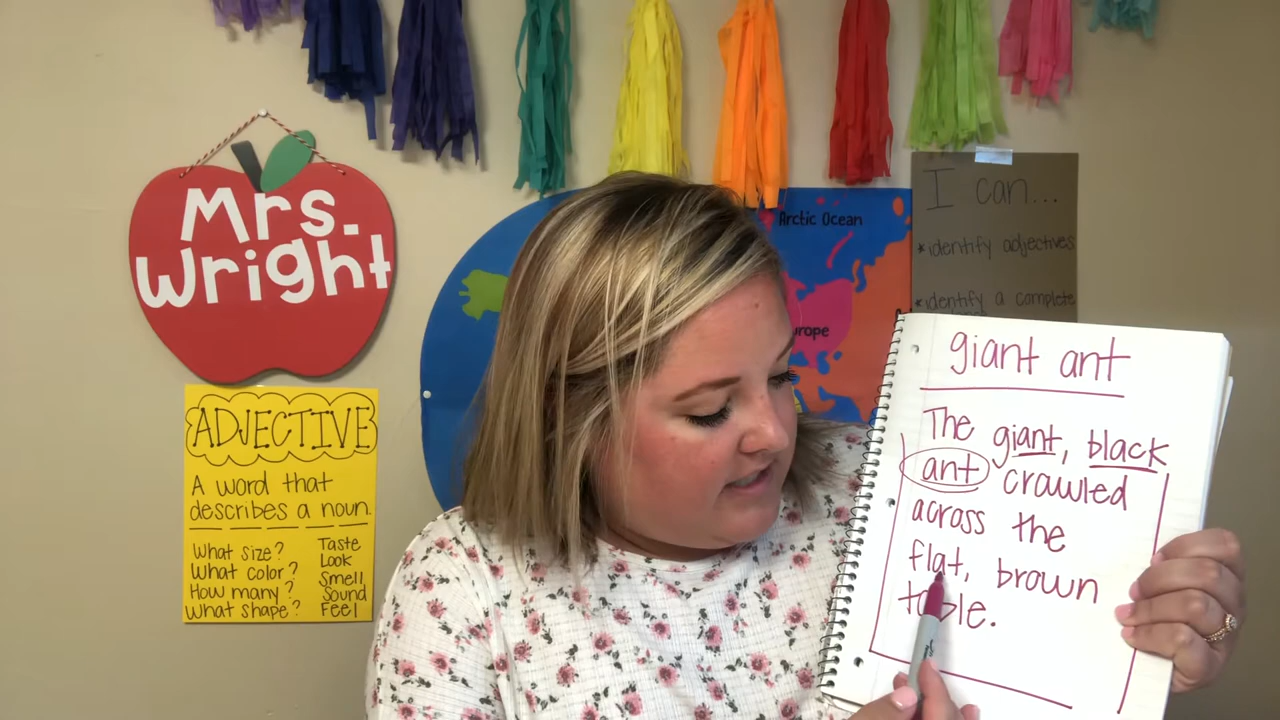 Mrs.
Wright
ADJECTIVE
A word that
describes a noun.
What size?
What color?
How many?
What shape?
Taste
Look
Smell
Sound
Feel
Arctic Ocean
urope
I can...
*identify adjectives
*identify a complete
giant ant
The giant, black
ant crawled
across the
flat, brown
table.